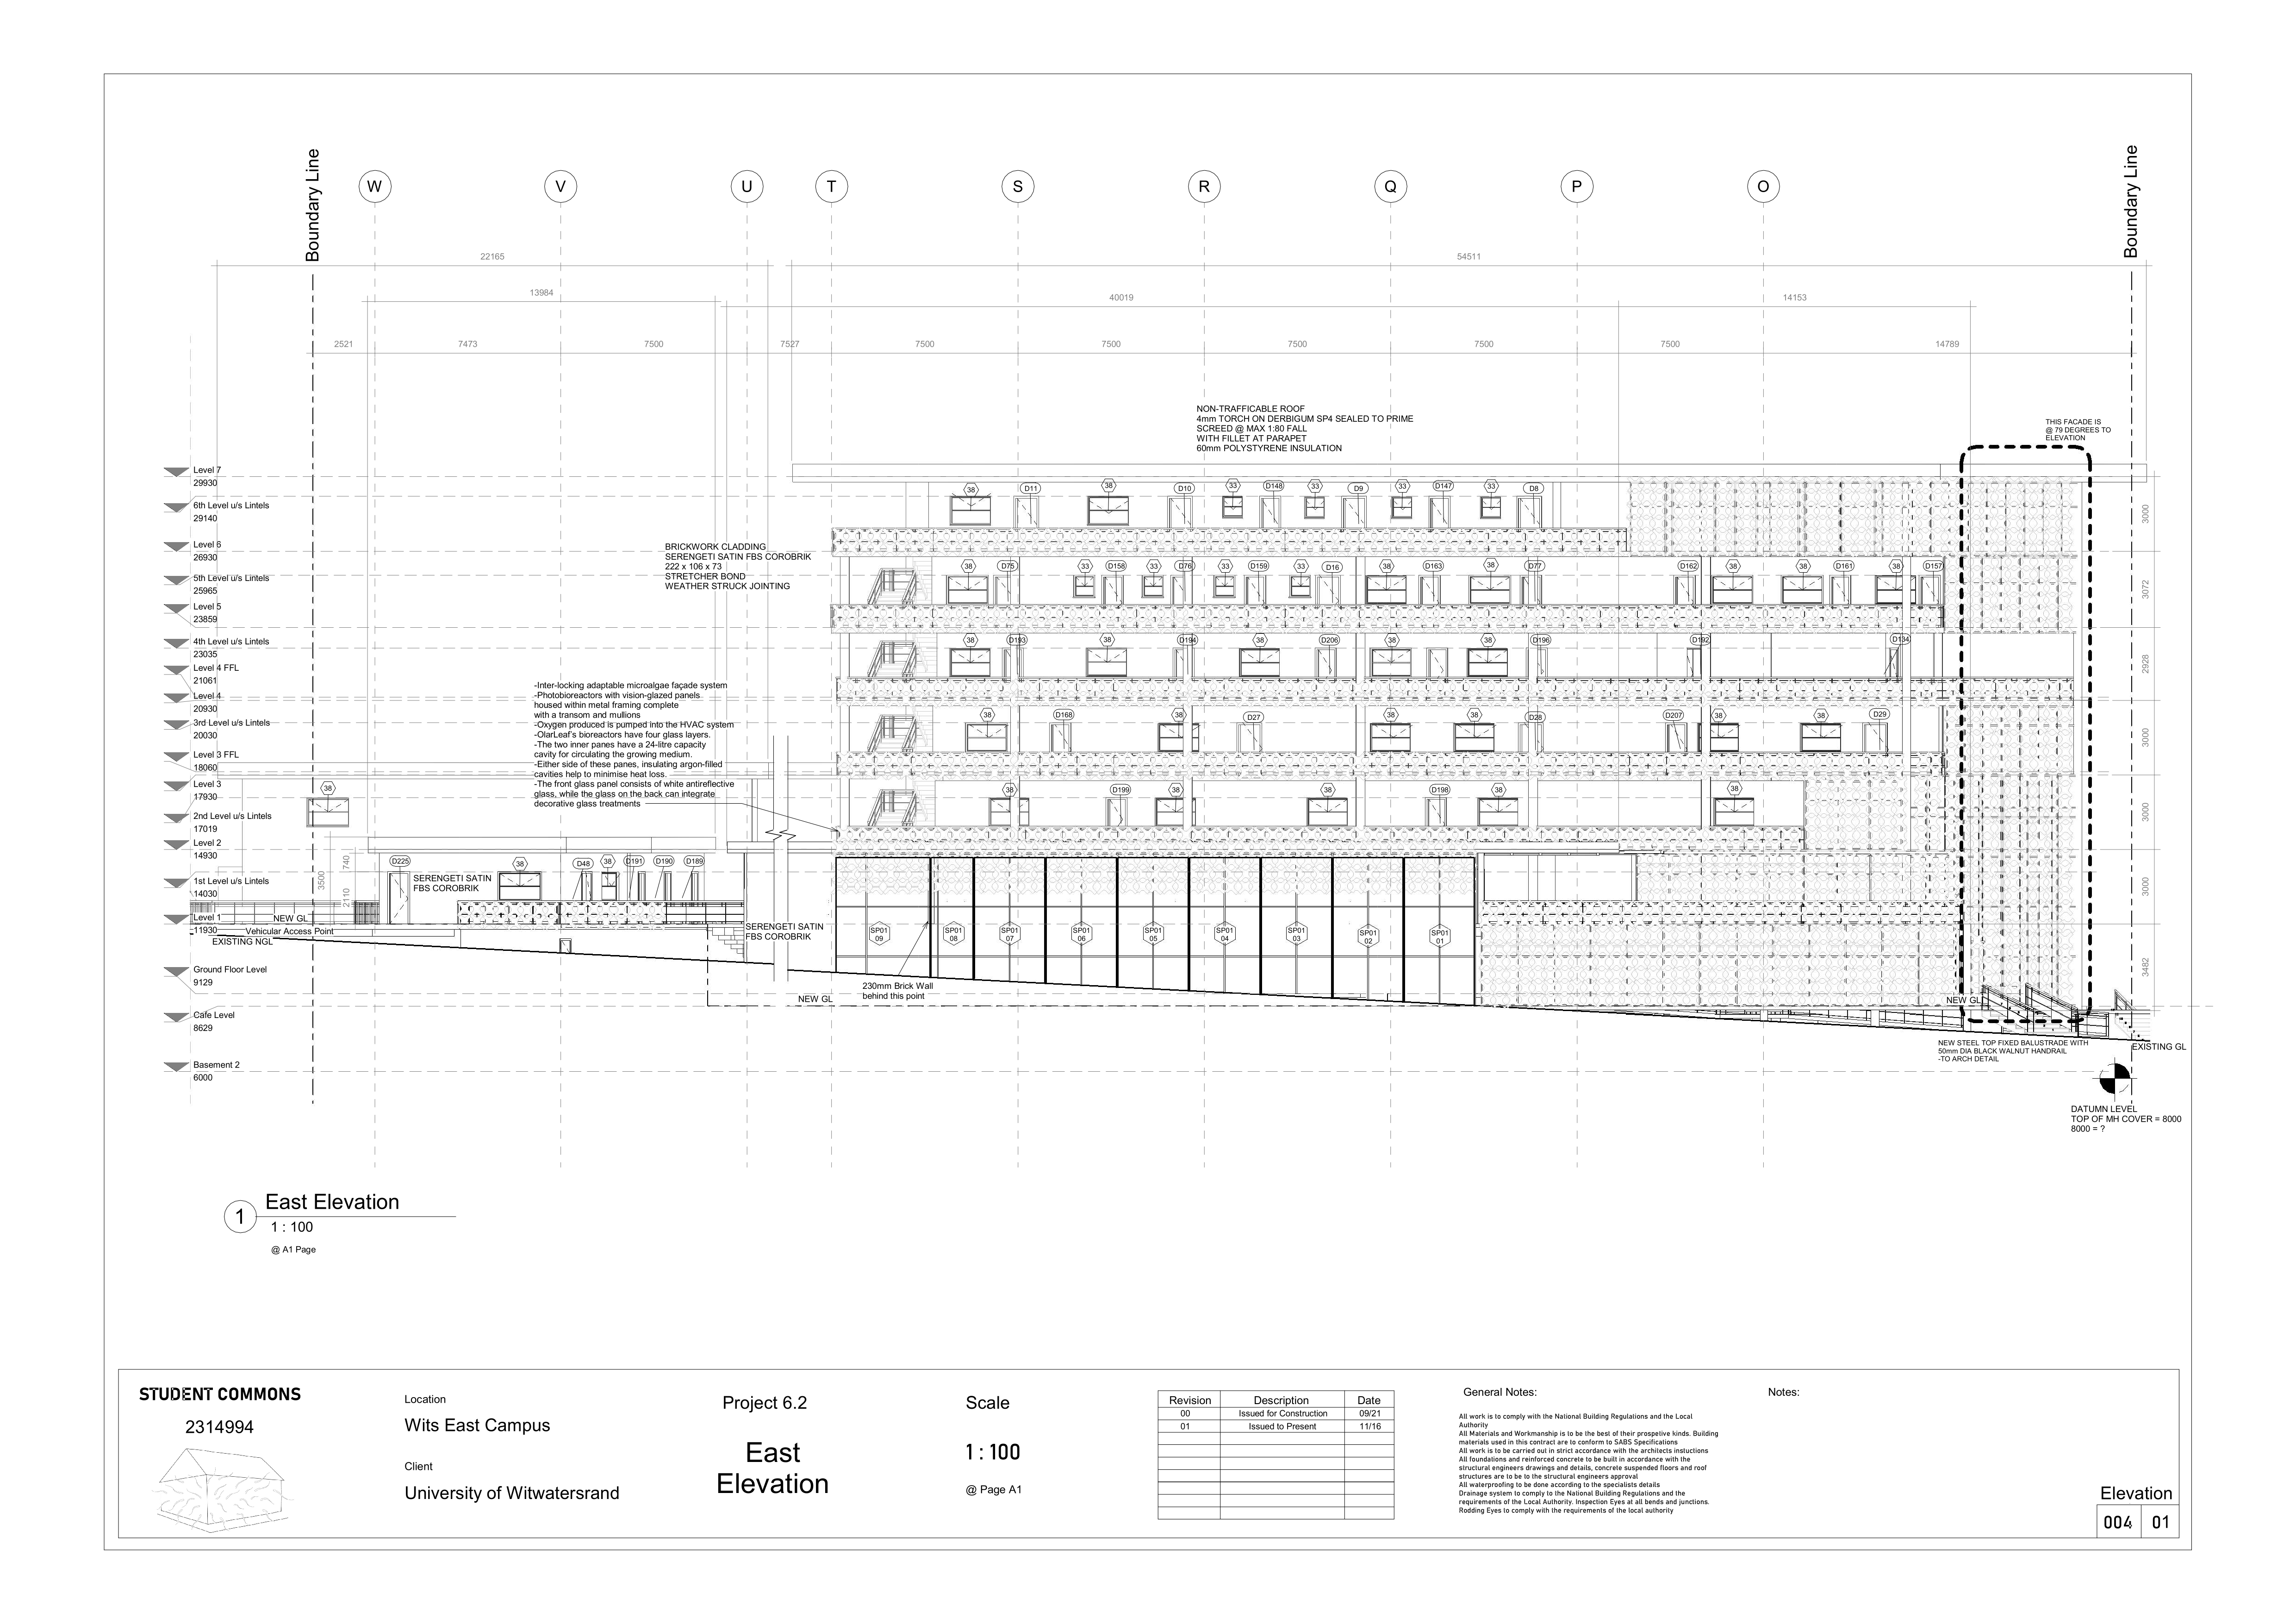 Boundary Line
W
V
U
T
S
R
Q
P
O
Boundary Line
22165
54511
13984
40019
14153
2521
7473
7500
7527
7500
7500
7500
7500
7500
14789
NON-TRAFFICABLE ROOF
4mm TORCH ON DERBIGUM SP4 SEALED TO PRIME
SCREED @ MAX 1:80 FALL
WITH FILLET AT PARAPET
60mm POLYSTYRENE INSULATION
THIS FACADE IS
@ 79 DEGREES TO
ELEVATION
Level 7
29930
6th Level u/s Lintels
29140
Level 6
26930
5th Level u/s Lintels
25965
Level 5
23859
4th Level u/s Lintels
23035
Level 4 FFL
21061
Level 4
20930
3rd Level u/s Lintels
20030
Level 3 FFL
18060
Level 3
17930
2nd Level u/s Lintels
17019
Level 2
14930
1st Level u/s Lintels
14030
Level 1
11930
Ground Floor Level
9129
Cafe Level
8629
Basement 2
6000
BRICKWORK CLADDING
SERENGETI SATIN FBS COROBRIK
222 x 106 x 73
STRETCHER BOND
WEATHER STRUCK JOINTING
-Inter-locking adaptable microalgae façade system
-Photobioreactors with vision-glazed panels
housed within metal framing complete
with a transom and mullions
-Oxygen produced is pumped into the HVAC system
-OlarLeaf's bioreactors have four glass layers.
-The two inner panes have a 24-litre capacity
cavity for circulating the growing medium.
-Either side of these panes, insulating argon-filled
cavities help to minimise heat loss.
-The front glass panel consists of white antireflective
glass, while the glass on the back can integrate
decorative glass treatments
38 D11 38 D10 33 D148 33 D9 33 D147 33 D8
38 D75 33 D158 33 D76 33 D159 33 D16 38 D163 38 D77 D162 38 38 D161 38 D157
38 D193 38 D194 38 D206 38 38 D196 D192 D134
38 D168 38 D27 38 38 D28 D207 38 38 D29
38 38 D199 38 38 D198 38 38
D225 38 D48 38 D191 D190 D189
3000
3072
2928
3000
3000
3000
3482
740
3500
2110
SERENGETI SATIN
FBS COROBRIK
NEW GL
Vehicular Access Point
EXISTING NGL
SERENGETI SATIN
FBS COROBRIK
SP01 09
SP01 08
SP01 07
SP01 06
SP01 05
SP01 04
SP01 03
SP01 02
SP01 01
230mm Brick Wall
behind this point
NEW GL
NEW GL
NEW STEEL TOP FIXED BALUSTRADE WITH
50mm DIA BLACK WALNUT HANDRAIL
-TO ARCH DETAIL
EXISTING GL
DATUMN LEVEL
TOP OF MH COVER = 8000
8000 = ?
1
East Elevation
1 : 100
@ A1 Page
STUDENT COMMONS
2314994
Location
Wits East Campus
Client
University of Witwatersrand
Project 6.2
East
Elevation
Scale
1 : 100
@ Page A1
Revision Description Date
00 Issued for Construction 09/21
01 Issued to Present 11/16
General Notes:
All work is to comply with the National Building Regulations and the Local
Authority
All Materials and Workmanship is to be the best of their prospetive kinds. Building
materials used in this contract are to conform to SABS Specifications
All work is to be carried out in strict accordance with the architects instuctions
All foundations and reinforced concrete to be built in accordance with the
structural engineers drawings and details, concrete suspended floors and roof
structures are to be to the structural engineers approval
All waterproofing to be done according to the specialists details
Drainage system to comply to the National Building Regulations and the
requirements of the Local Authority. Inspection Eyes at all bends and junctions.
Rodding Eyes to comply with the requirements of the local authority
Notes:
Elevation
004 01